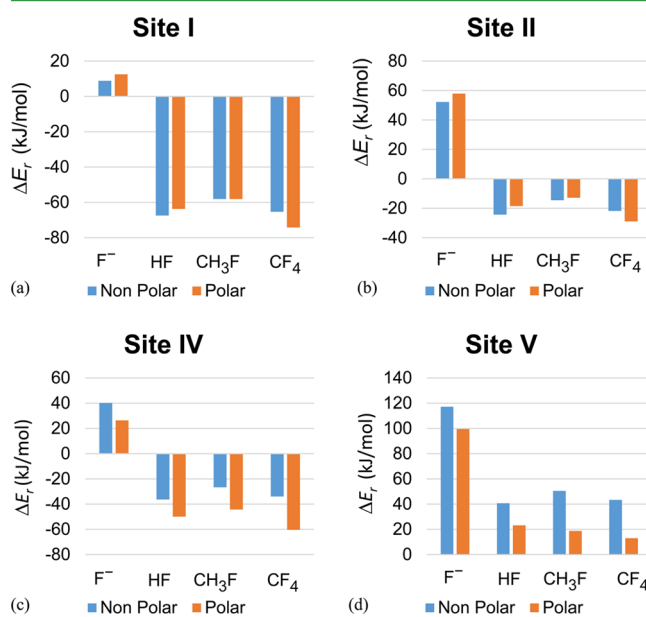 Site I
20
0
-20
-40
-60
-80
ΔEr (kJ/mol)
F⁻ HF CH₃F CF₄
(a) Non Polar Polar
Site II
80
60
40
20
0
-20
-40
ΔEr (kJ/mol)
F⁻ HF CH₃F CF₄
(b) Non Polar Polar
Site IV
60
40
20
0
-20
-40
-60
-80
ΔEr (kJ/mol)
F⁻ HF CH₃F CF₄
(c) Non Polar Polar
Site V
140
120
100
80
60
40
20
0
ΔEr (kJ/mol)
F⁻ HF CH₃F CF₄
(d) Non Polar Polar